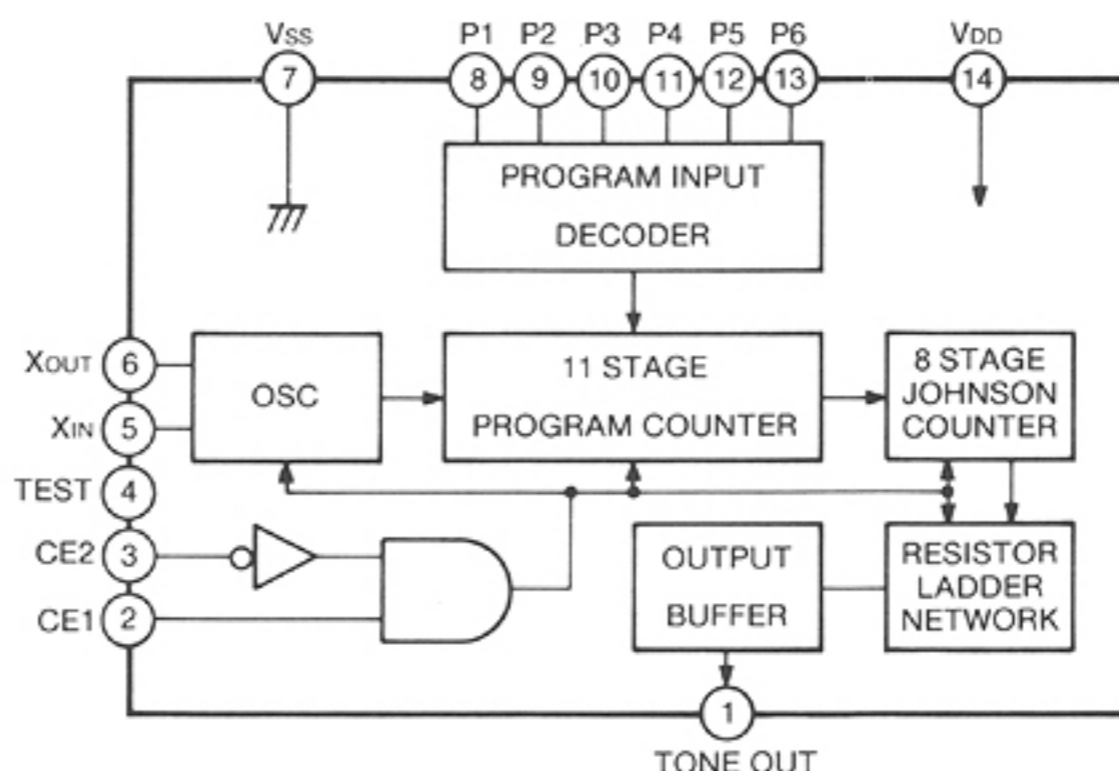 Vss P1 P2 P3 P4 P5 P6 VDD
7 8 9 10 11 12 13 14
PROGRAM INPUT
DECODER
XOUT 6
XIN 5
TEST 4
CE2 3
CE1 2
OSC
11 STAGE
PROGRAM COUNTER
8 STAGE
JOHNSON
COUNTER
OUTPUT
BUFFER
RESISTOR
LADDER
NETWORK
1
TONE OUT